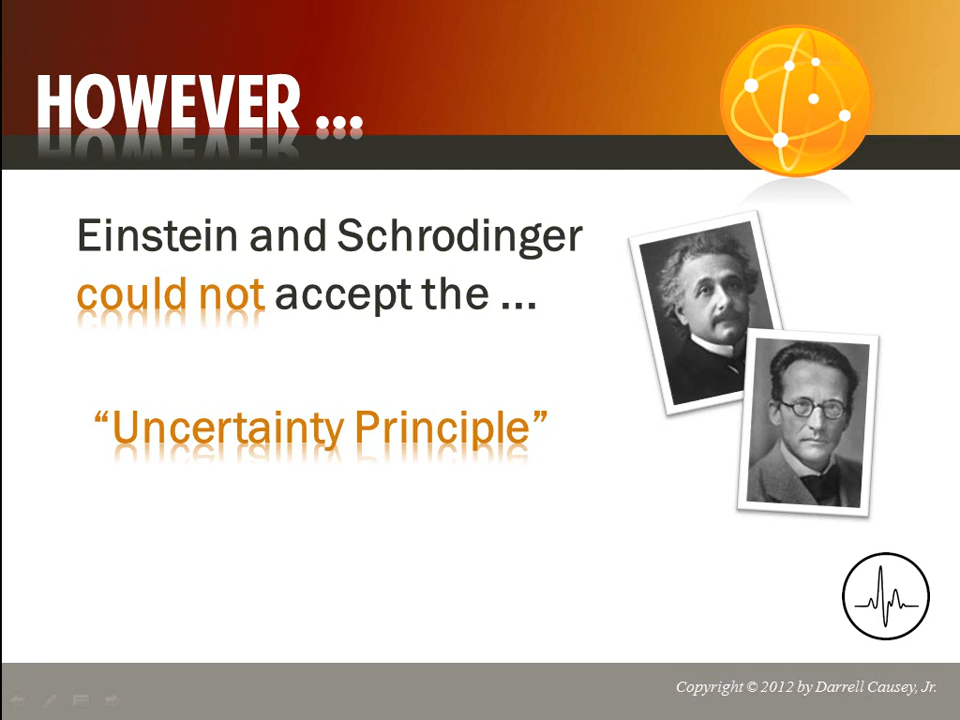 HOWEVER ...
Einstein and Schrodinger
could not accept the ...
“Uncertainty Principle”
Copyright © 2012 by Darrell Causey, Jr.